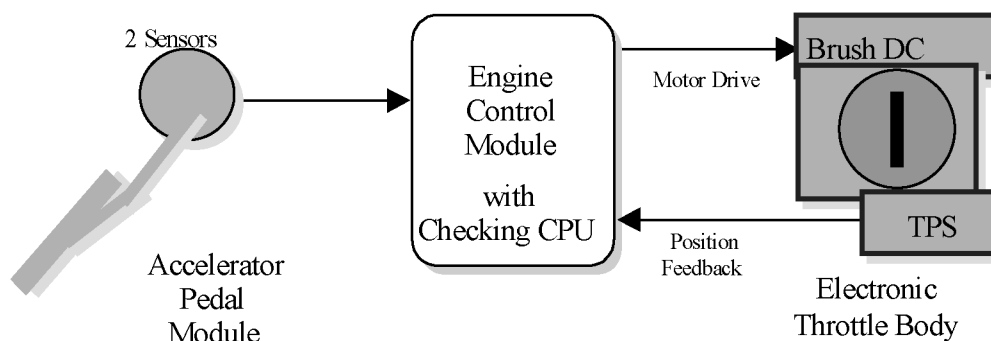 2 Sensors
Accelerator
Pedal
Module
Engine
Control
Module
with
Checking CPU
Motor Drive
Position
Feedback
Brush DC
TPS
Electronic
Throttle Body